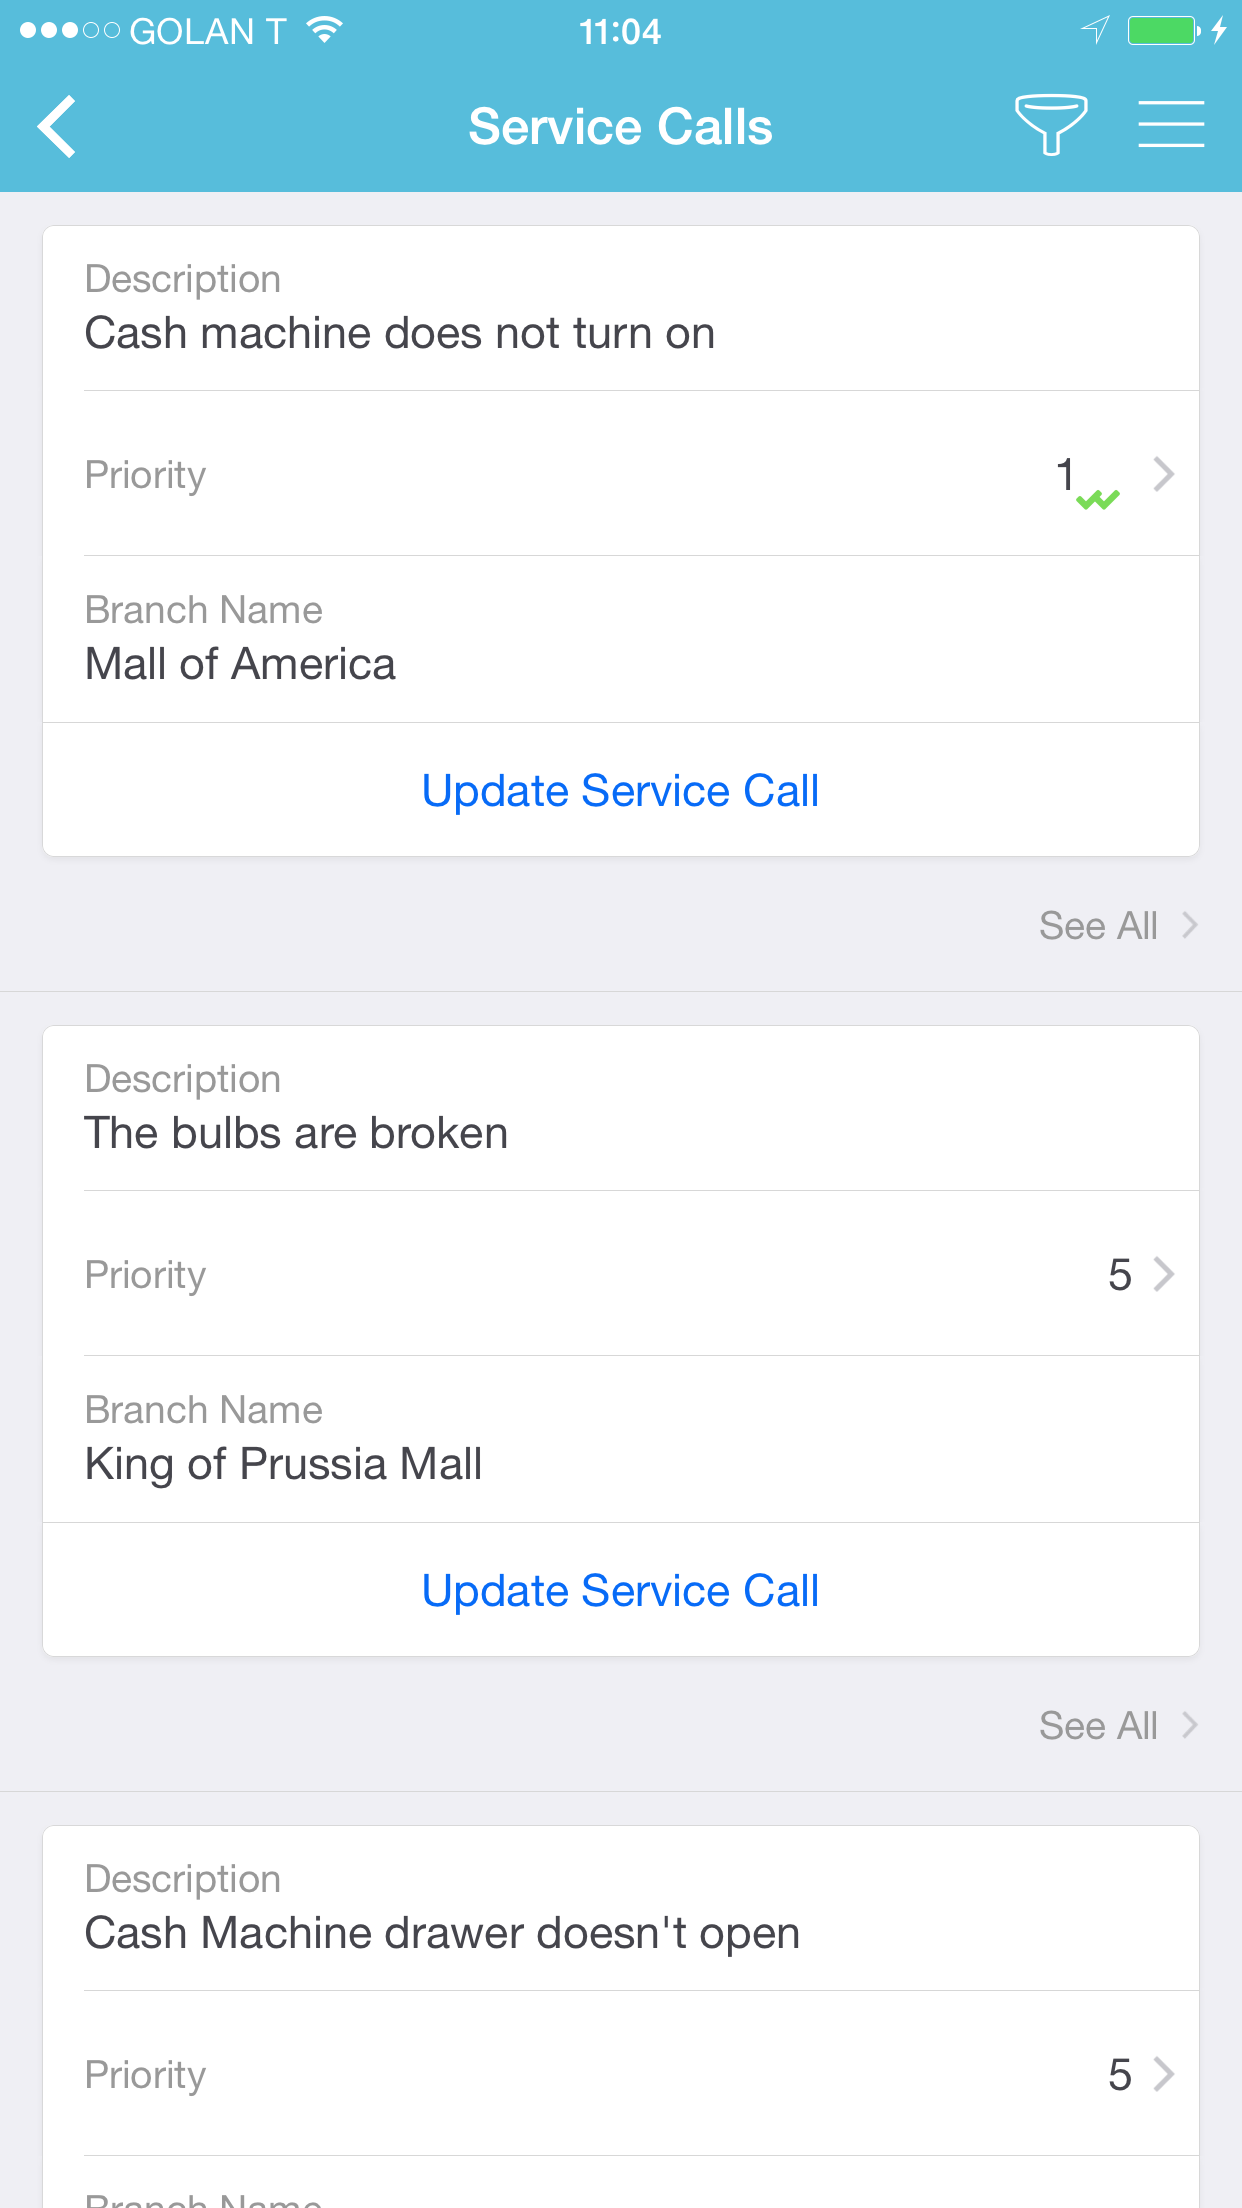 GOLAN T 11:04
Service Calls
Description
Cash machine does not turn on
Priority 1
Branch Name
Mall of America
Update Service Call
See All
Description
The bulbs are broken
Priority 5
Branch Name
King of Prussia Mall
Update Service Call
See All
Description
Cash Machine drawer doesn't open
Priority 5
Branch Name